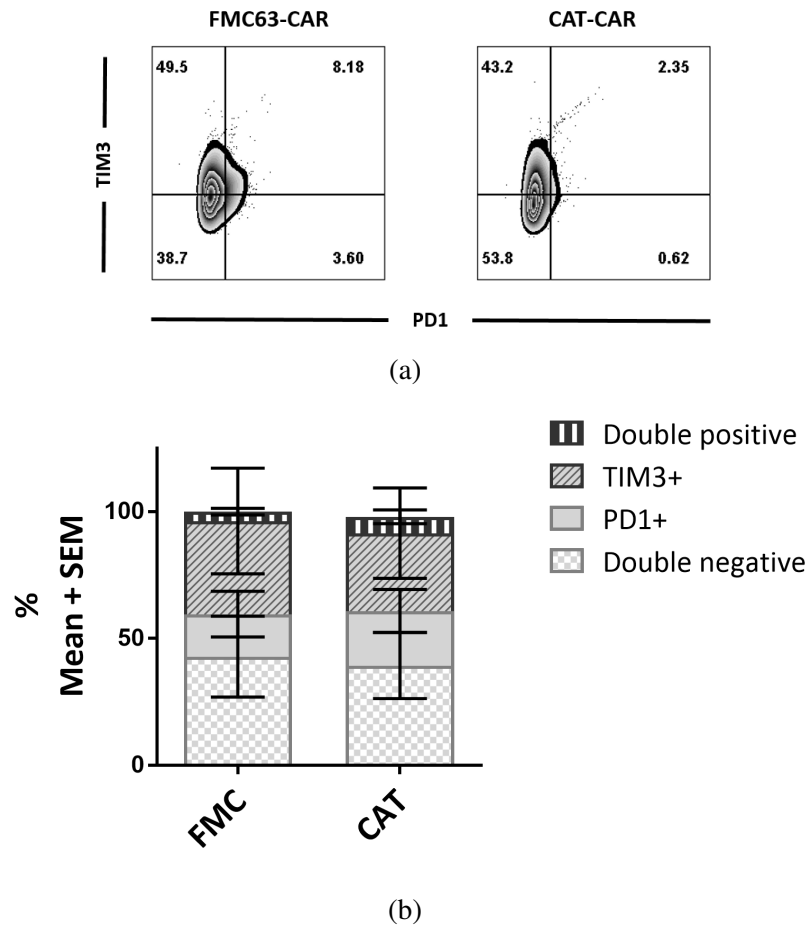 FMC63-CAR CAT-CAR
49.5 8.18 43.2 2.35
TIM3
38.7 3.60 53.8 0.62
PD1
(a)
Double positive
TIM3+
PD1+
Double negative
%
Mean + SEM
100
50
0
FMC CAT
(b)